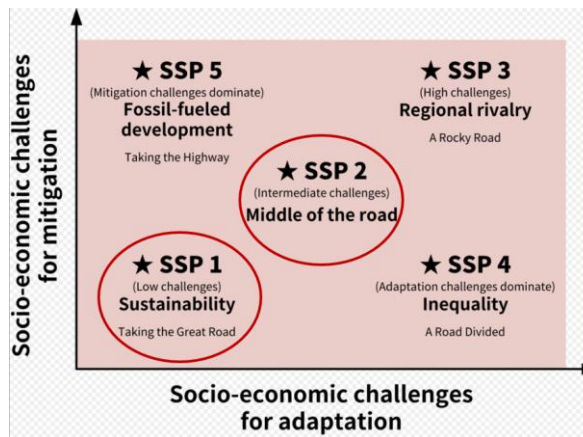 Socio-economic challenges
for mitigation
★ SSP 5
(Mitigation challenges dominate)
Fossil-fueled
development
Taking the Highway
★ SSP 3
(High challenges)
Regional rivalry
A Rocky Road
★ SSP 2
(Intermediate challenges)
Middle of the road
★ SSP 1
(Low challenges)
Sustainability
Taking the Great Road
★ SSP 4
(Adaptation challenges dominate)
Inequality
A Road Divided
Socio-economic challenges
for adaptation